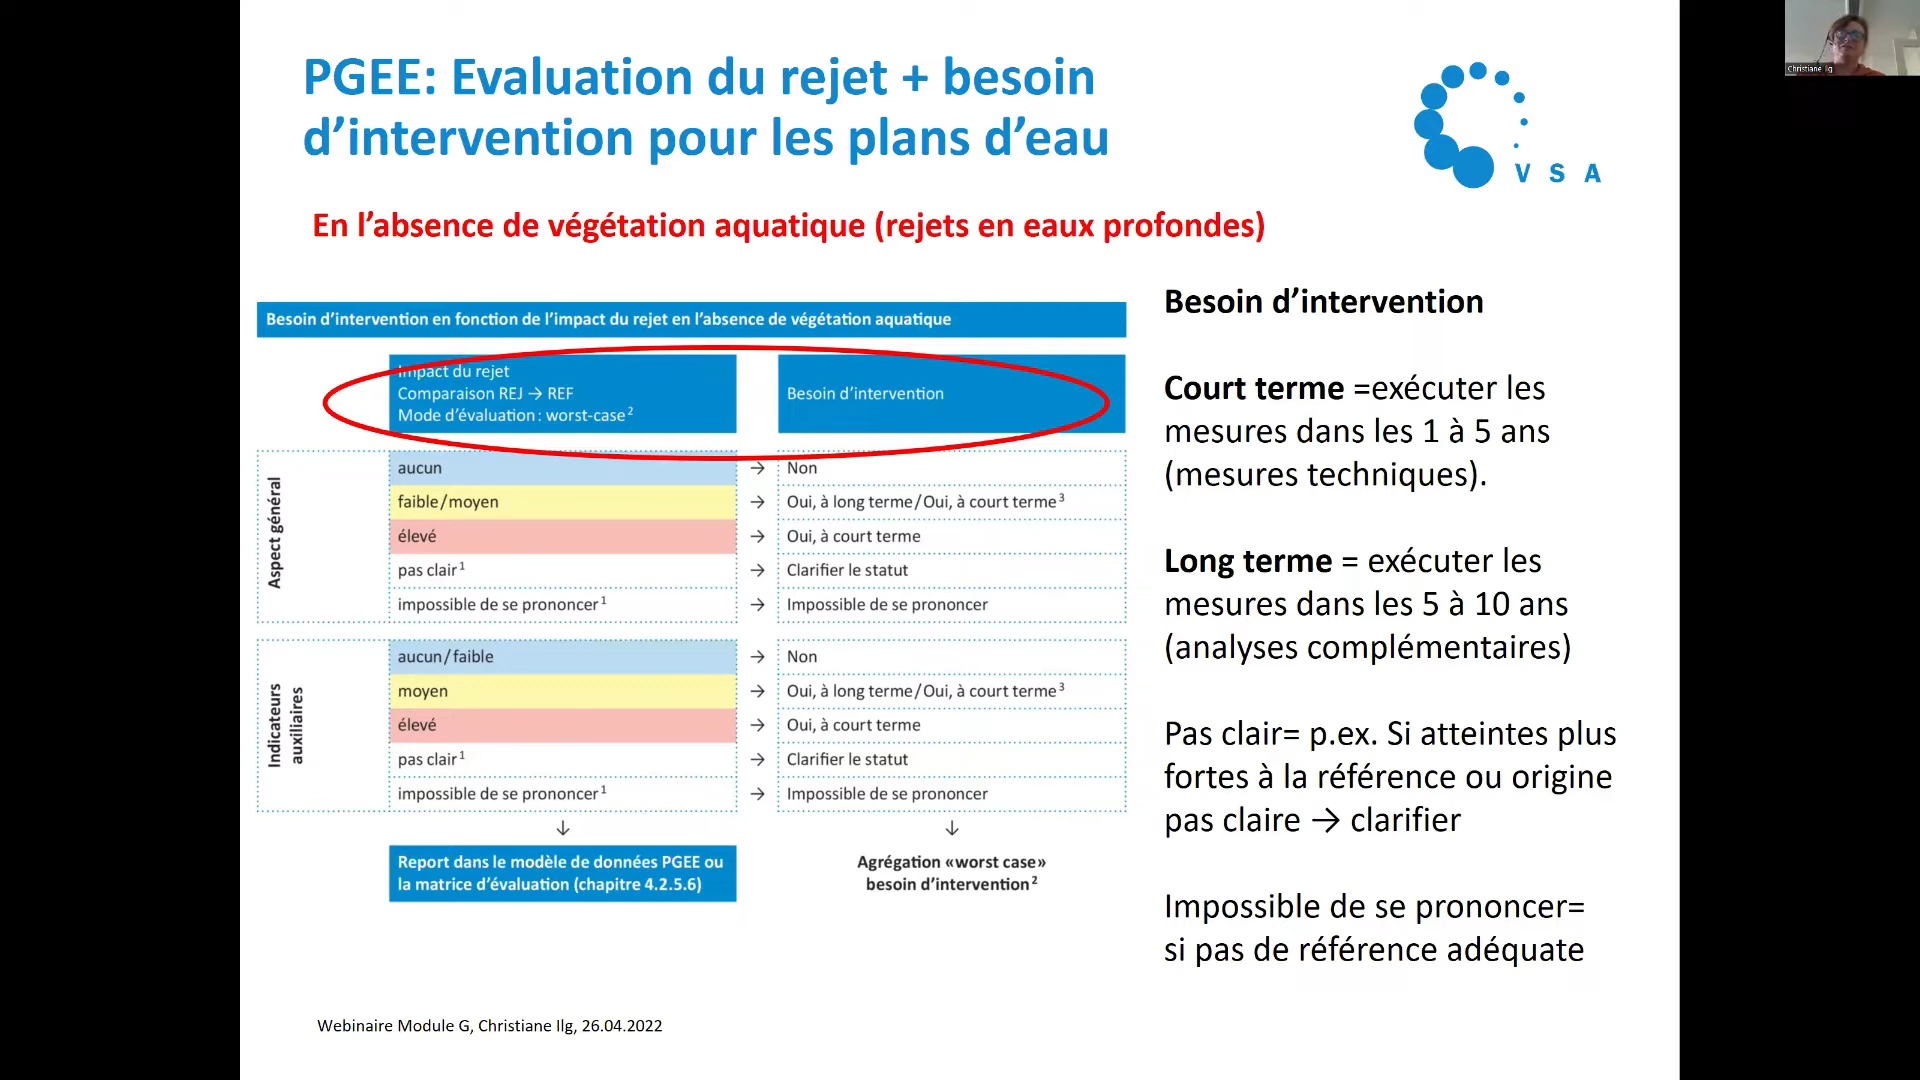 PGEE: Evaluation du rejet + besoin
d’intervention pour les plans d’eau
V S A
Christiane Ilg
En l’absence de végétation aquatique (rejets en eaux profondes)
Besoin d’intervention en fonction de l’impact du rejet en l’absence de végétation aquatique
Impact du rejet
Comparaison REJ → REF
Mode d’évaluation : worst-case²
Besoin d’intervention
Aspect général
aucun → Non
faible/moyen → Oui, à long terme/Oui, à court terme³
élevé → Oui, à court terme
pas clair¹ → Clarifier le statut
impossible de se prononcer¹ → Impossible de se prononcer
Indicateurs
auxiliaires
aucun/faible → Non
moyen → Oui, à long terme/Oui, à court terme³
élevé → Oui, à court terme
pas clair¹ → Clarifier le statut
impossible de se prononcer¹ → Impossible de se prononcer
↓ ↓
Report dans le modèle de données PGEE ou
la matrice d’évaluation (chapitre 4.2.5.6)
Agrégation «worst case»
besoin d’intervention²
Besoin d’intervention
Court terme =exécuter les
mesures dans les 1 à 5 ans
(mesures techniques).
Long terme = exécuter les
mesures dans les 5 à 10 ans
(analyses complémentaires)
Pas clair= p.ex. Si atteintes plus
fortes à la référence ou origine
pas claire → clarifier
Impossible de se prononcer=
si pas de référence adéquate
Webinaire Module G, Christiane Ilg, 26.04.2022